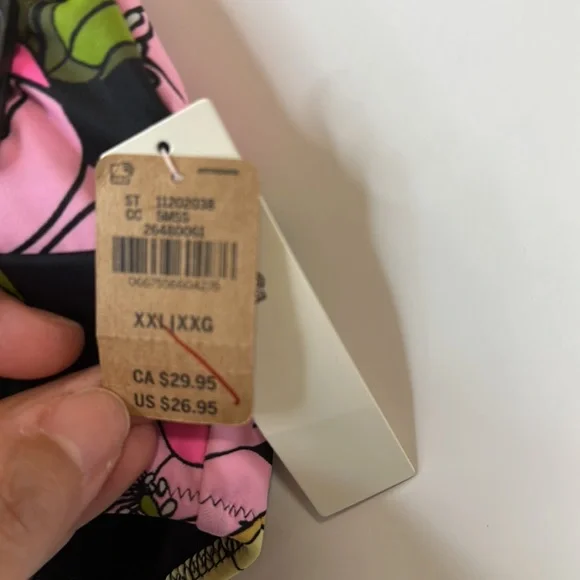 ST 11202038
CC 5MSS
26480061
XXL|XXG
CA $29.95
US $26.95